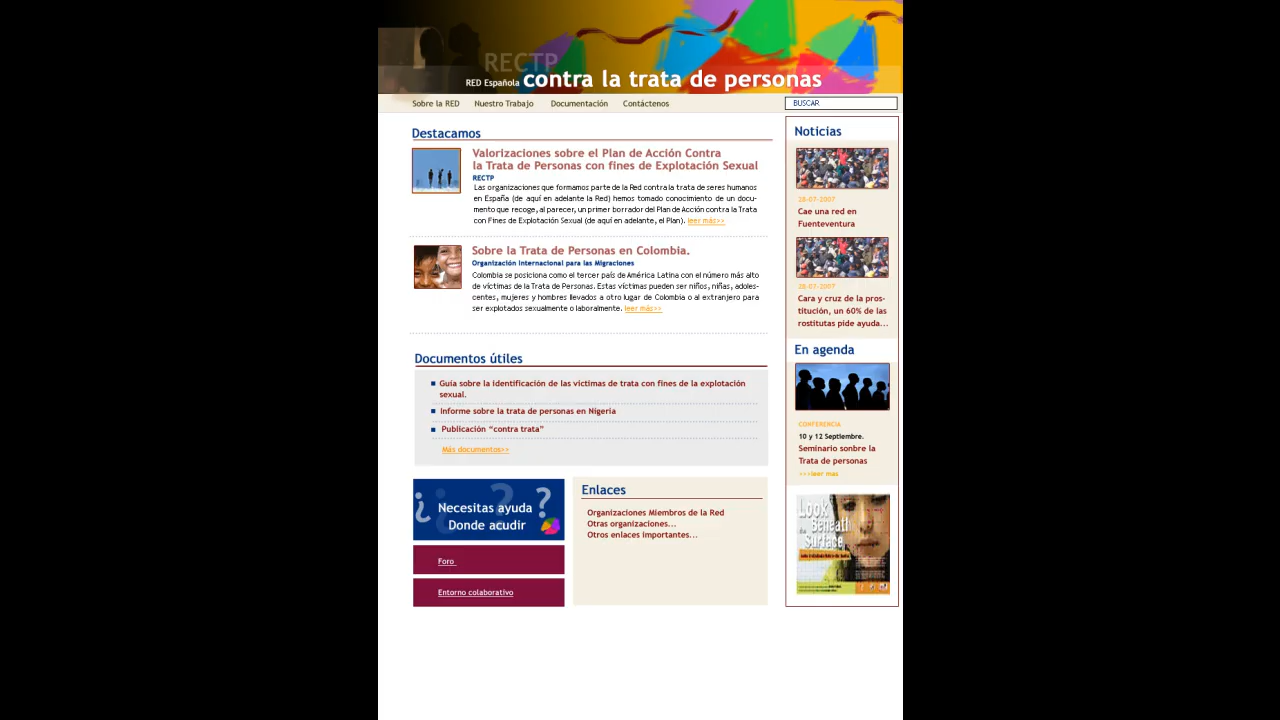 RECTP
RED Española contra la trata de personas
Sobre la RED Nuestro Trabajo Documentación Contáctenos BUSCAR
Destacamos
Valorizaciones sobre el Plan de Acción Contra
la Trata de Personas con fines de Explotación Sexual
RECTP
Las organizaciones que formamos parte de la Red contra la trata de seres humanos
en España (de aquí en adelante la Red) hemos tomado conocimiento de un docu-
mento que recoge, al parecer, un primer borrador del Plan de Acción contra la Trata
con Fines de Explotación Sexual (de aquí en adelante, el Plan). leer más>>
Sobre la Trata de Personas en Colombia.
Organización Internacional para las Migraciones
Colombia se posiciona como el tercer país de América Latina con el número más alto
de víctimas de la Trata de Personas. Estas víctimas pueden ser niños, niñas, adoles-
centes, mujeres y hombres llevados a otro lugar de Colombia o al extranjero para
ser explotados sexualmente o laboralmente. leer más>>
Documentos útiles
Guía sobre la identificación de las victimas de trata con fines de la explotación
sexual.
Informe sobre la trata de personas en Nigeria
Publicación “contra trata”
Más documentos>>
¿ ¿ ? ?
Necesitas ayuda
Donde acudir
Foro
Entorno colaborativo
Enlaces
Organizaciones Miembros de la Red
Otras organizaciones...
Otros enlaces importantes...
Noticias
28-07-2007
Cae una red en
Fuenteventura
28-07-2007
Cara y cruz de la pros-
titución, un 60% de las
rostitutas pide ayuda...
En agenda
CONFERENCIA
10 y 12 Septiembre.
Seminario sonbre la
Trata de personas
>>>leer mas
Look
Beneath
the
Surface